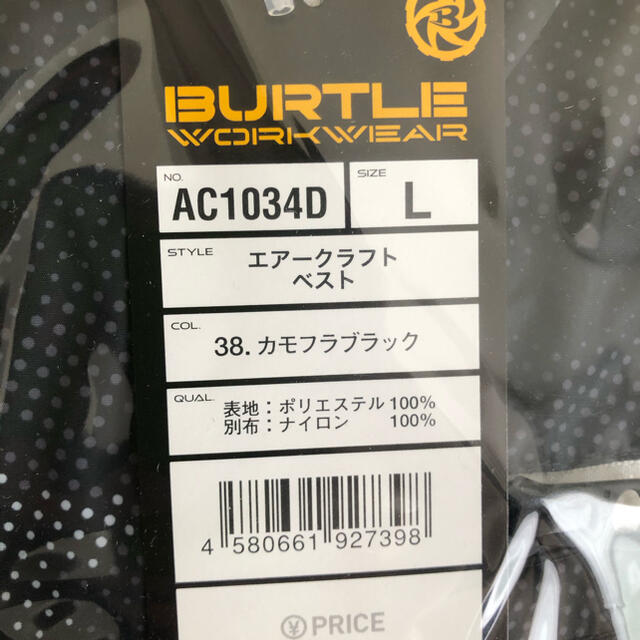 B
BURTLE
WORKWEAR
NO.
AC1034D
SIZE
L
STYLE
エアークラフト
ベスト
COL.
38. カモフラブラック
QUAL.
表地：ポリエステル 100%
別布：ナイロン 100%
4 580661 927398
¥ PRICE